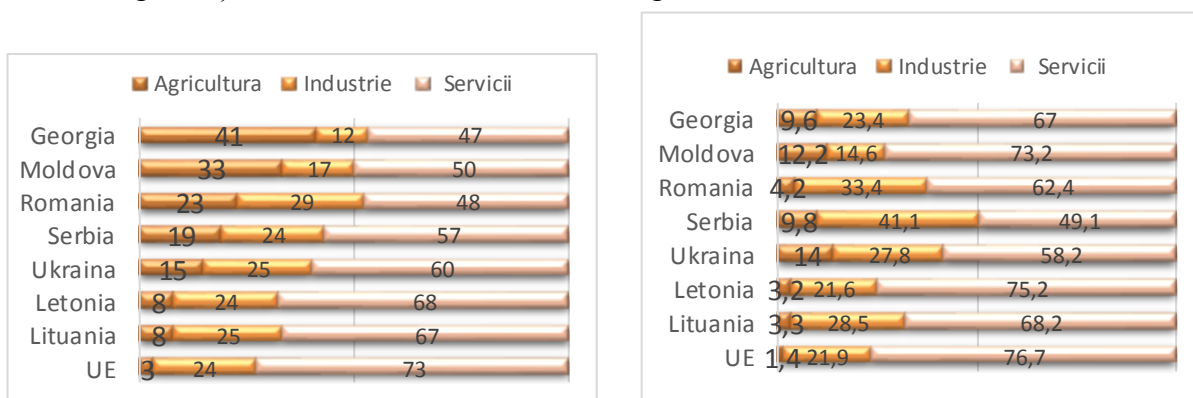 Agricultura Industrie Servicii
Georgia 41 12 47
Moldova 33 17 50
Romania 23 29 48
Serbia 19 24 57
Ukraina 15 25 60
Letonia 8 24 68
Lituania 8 25 67
UE 3 24 73
Agricultura Industrie Servicii
Georgia 9,6 23,4 67
Moldova 12,2 14,6 73,2
Romania 4,2 33,4 62,4
Serbia 9,8 41,1 49,1
Ukraina 14 27,8 58,2
Letonia 3,2 21,6 75,2
Lituania 3,3 28,5 68,2
UE 1,4 21,9 76,7